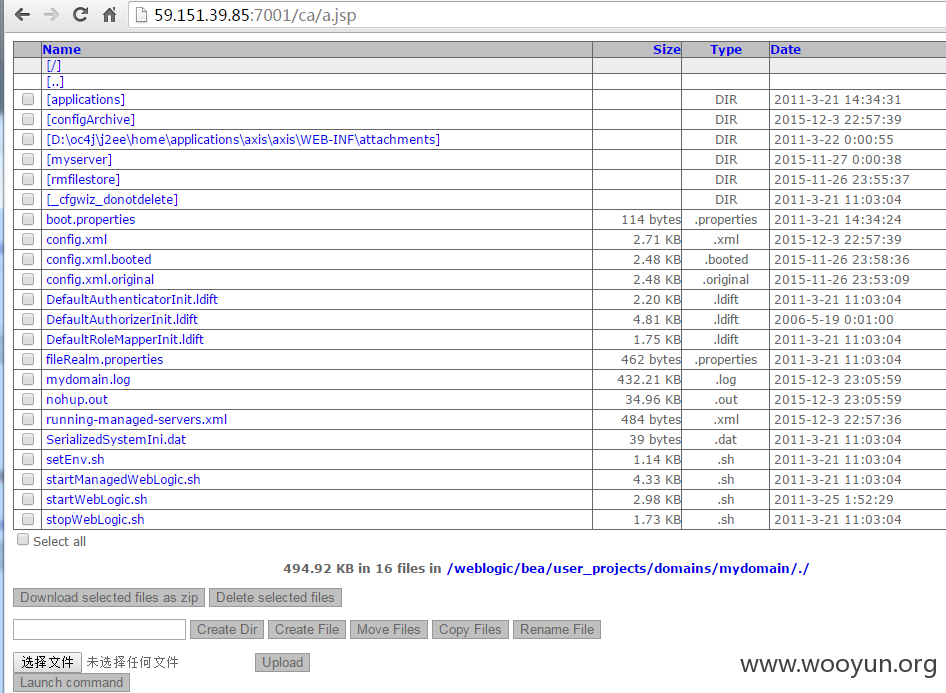 59.151.39.85:7001/ca/a.jsp
Name Size Type Date
[/]
[..]
[applications] DIR 2011-3-21 14:34:31
[configArchive] DIR 2015-12-3 22:57:39
[D:\oc4j\j2ee\home\applications\axis\axis\WEB-INF\attachments] DIR 2011-3-22 0:00:55
[myserver] DIR 2015-11-27 0:00:38
[rmfilestore] DIR 2015-11-26 23:55:37
[_cfgwiz_donotdelete] DIR 2011-3-21 11:03:04
boot.properties 114 bytes .properties 2011-3-21 14:34:24
config.xml 2.71 KB .xml 2015-12-3 22:57:39
config.xml.booted 2.48 KB .booted 2015-11-26 23:58:36
config.xml.original 2.48 KB .original 2015-11-26 23:53:09
DefaultAuthenticatorInit.ldift 2.20 KB .ldift 2011-3-21 11:03:04
DefaultAuthorizerInit.ldift 4.81 KB .ldift 2006-5-19 0:01:00
DefaultRoleMapperInit.ldift 1.75 KB .ldift 2011-3-21 11:03:04
fileRealm.properties 462 bytes .properties 2011-3-21 11:03:04
mydomain.log 432.21 KB .log 2015-12-3 23:05:59
nohup.out 34.96 KB .out 2015-12-3 23:05:59
running-managed-servers.xml 484 bytes .xml 2015-12-3 22:57:36
SerializedSystemIni.dat 39 bytes .dat 2011-3-21 11:03:04
setEnv.sh 1.14 KB .sh 2011-3-21 11:03:04
startManagedWebLogic.sh 4.33 KB .sh 2011-3-21 11:03:04
startWebLogic.sh 2.98 KB .sh 2011-3-25 1:52:29
stopWebLogic.sh 1.73 KB .sh 2011-3-21 11:03:04
Select all
494.92 KB in 16 files in /weblogic/bea/user_projects/domains/mydomain/./
Download selected files as zip Delete selected files
Create Dir Create File Move Files Copy Files Rename File
选择文件 未选择任何文件 Upload
Launch command
www.wooyun.org